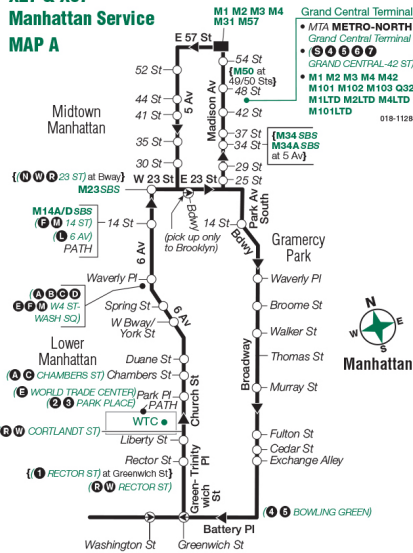 Manhattan Service
MAP A
M1 M2 M3 M4
M31 M57
Grand Central Terminal
• MTA METRO-NORTH
Grand Central Terminal
• (S 4 5 6 7
GRAND CENTRAL-42 ST)
• M1 M2 M3 M4 M42
M101 M102 M103 Q32
M1LTD M2LTD M4LTD
M101LTD
018-1128
E 57 St
54 St
{M50 at
49/50 Sts}
52 St
48 St
44 St
5 Av
Madison Av
42 St
41 St
Midtown
Manhattan
37 St
34 St
{M34SBS
M34ASBS
at 5 Av}
35 St
30 St
29 St
25 St
{(N W R 23 ST) at Bway}
W 23 St
E 23 St
M23SBS
Park Av
South
M14A/D SBS
(F M 14 ST)
(L 6 AV)
PATH
14 St
Bdwy
(pick up only
to Brooklyn)
14 St
Bdwy
6 Av
Gramercy
Park
Waverly Pl
Waverly Pl
(A B C D
E F M W4 ST-
WASH SQ)
Spring St
6 Av
Broome St
W Bway/
York St
Walker St
N
W E
S
Manhattan
Lower
Manhattan
Duane St
Thomas St
Broadway
(A C CHAMBERS ST) Chambers St
Church St
(E WORLD TRADE CENTER)
(2 3 PARK PLACE)
Park Pl
PATH
Murray St
WTC
R W CORTLANDT ST)
Liberty St
Fulton St
Rector St
Cedar St
Exchange Alley
Trinity
Pl
{(1 RECTOR ST) at Greenwich St}
(R W RECTOR ST)
Green-
wich
St
(4 5 BOWLING GREEN)
Battery Pl
Washington St
Greenwich St